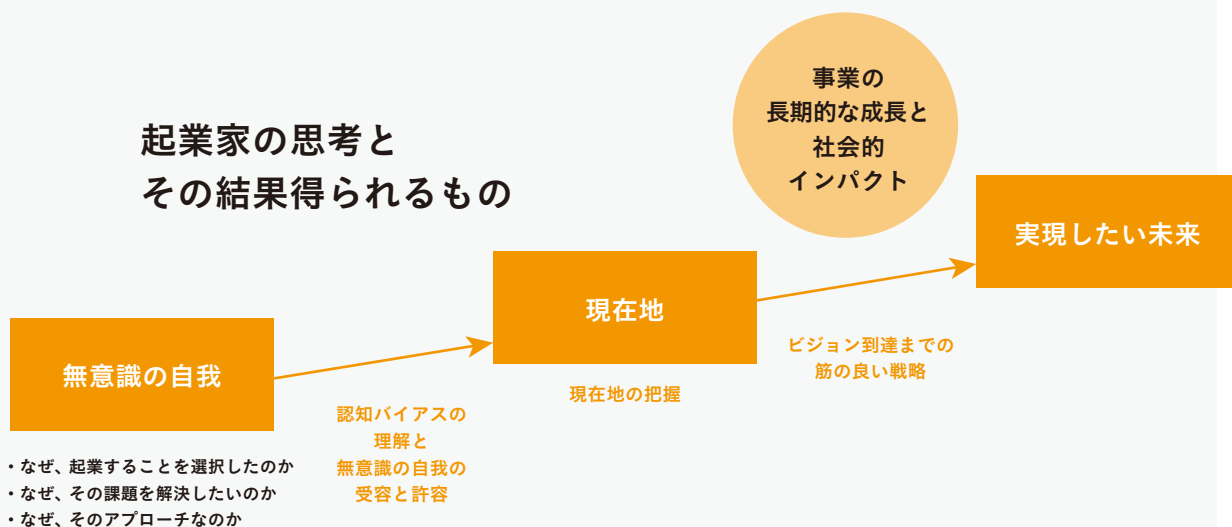 起業家の思考と
その結果得られるもの
事業の
長期的な成長と
社会的
インパクト
実現したい未来
現在地
無意識の自我
ビジョン到達までの
筋の良い戦略
現在地の把握
認知バイアスの
理解と
無意識の自我の
受容と許容
・なぜ、起業することを選択したのか
・なぜ、その課題を解決したいのか
・なぜ、そのアプローチなのか